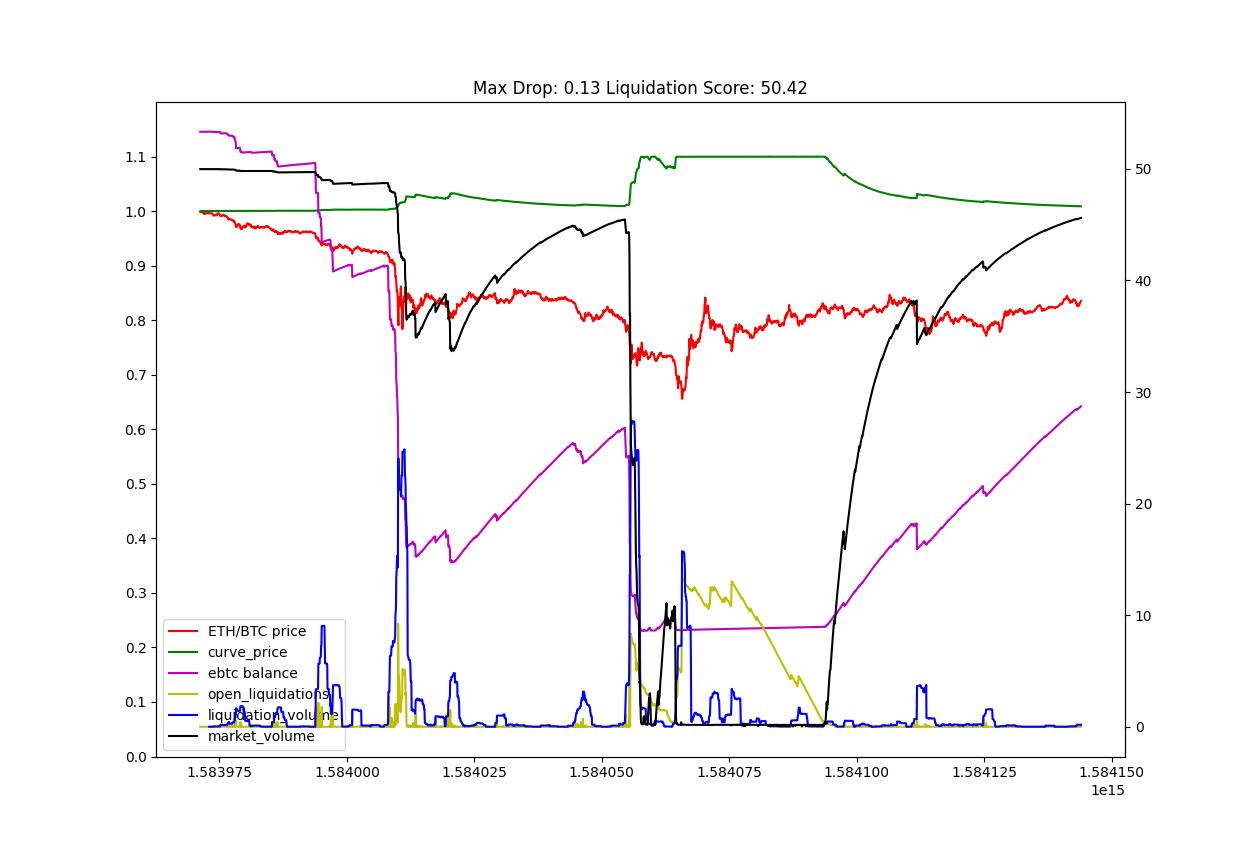 Max Drop: 0.13 Liquidation Score: 50.42
1.1
1.0
0.9
0.8
0.7
0.6
0.5
0.4
0.3
0.2
0.1
0.0
50
40
30
20
10
0
ETH/BTC price
curve_price
ebtc balance
open_liquidations
liquidation_volume
market_volume
1.583975 1.584000 1.584025 1.584050 1.584075 1.584100 1.584125 1.584150
1e15